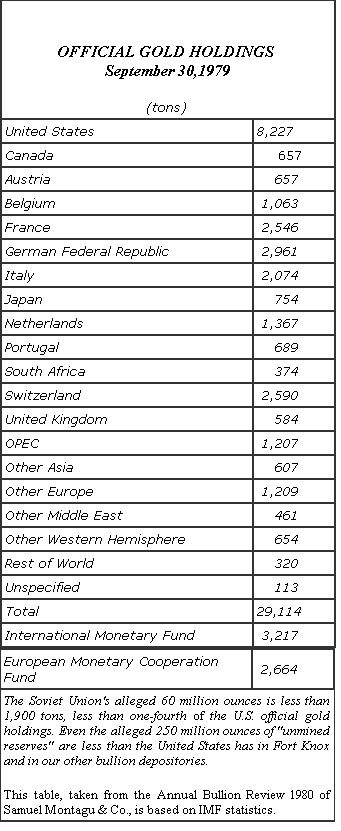 OFFICIAL GOLD HOLDINGS
September 30,1979
(tons)
United States 8,227
Canada 657
Austria 657
Belgium 1,063
France 2,546
German Federal Republic 2,961
Italy 2,074
Japan 754
Netherlands 1,367
Portugal 689
South Africa 374
Switzerland 2,590
United Kingdom 584
OPEC 1,207
Other Asia 607
Other Europe 1,209
Other Middle East 461
Other Western Hemisphere 654
Rest of World 320
Unspecified 113
Total 29,114
International Monetary Fund 3,217
European Monetary Cooperation
Fund 2,664
The Soviet Union's alleged 60 million ounces is less than
1,900 tons, less than one-fourth of the U.S. official gold
holdings. Even the alleged 250 million ounces of "unmined
reserves" are less than the United States has in Fort Knox
and in our other bullion depositories.
This table, taken from the Annual Bullion Review 1980 of
Samuel Montagu & Co., is based on IMF statistics.